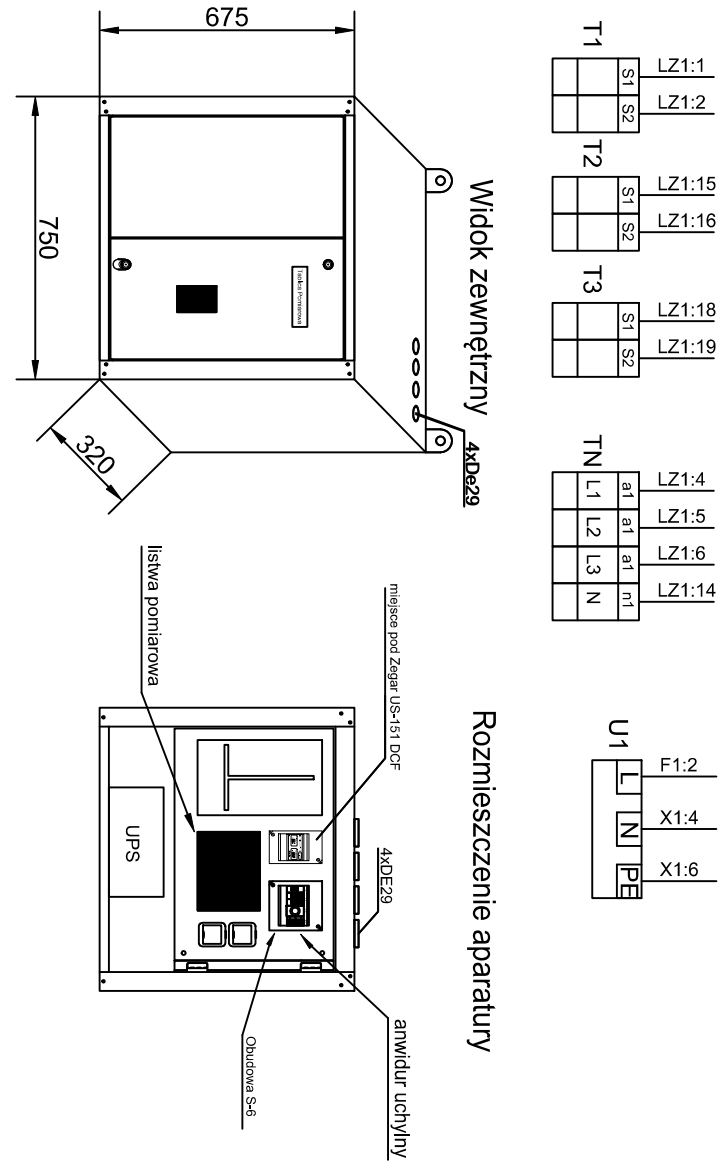 T1
S1
LZ1:1
S2
LZ1:2
T2
S1
LZ1:15
S2
LZ1:16
T3
S1
LZ1:18
S2
LZ1:19
TN
L1
a1
LZ1:4
L2
a1
LZ1:5
L3
a1
LZ1:6
N
n1
LZ1:14
U1
L
F1:2
N
X1:4
PE
X1:6
Widok zewnętrzny
675
750
320
Tablica Pomiarowa
4xDe29
Rozmieszczenie aparatury
listwa pomiarowa
miejsce pod Zegar US-151 DCF
4xDE29
UPS
T
Obudowa S-6
anwidur uchylny